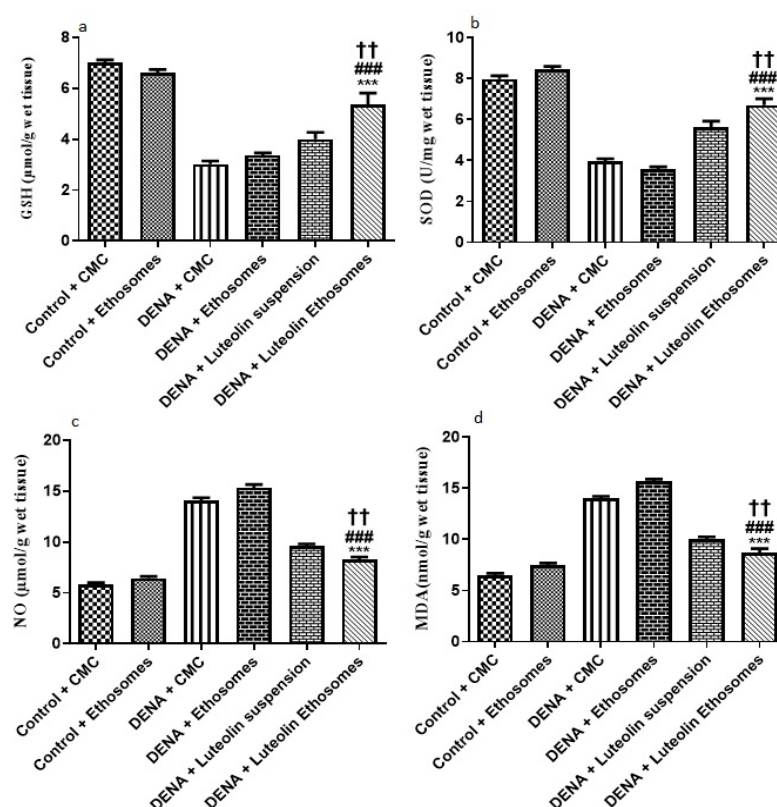 a
GSH (µmol/g wet tissue)
8
6
4
2
0
††
###
***
Control + CMC
Control + Ethosomes
DENA + CMC
DENA + Ethosomes
DENA + Luteolin suspension
DENA + Luteolin Ethosomes
b
SOD (U/mg wet tissue)
10
8
6
4
2
0
††
###
***
Control + CMC
Control + Ethosomes
DENA + CMC
DENA + Ethosomes
DENA + Luteolin suspension
DENA + Luteolin Ethosomes
c
NO (µmol/g wet tissue)
20
15
10
5
0
††
###
***
Control + CMC
Control + Ethosomes
DENA + CMC
DENA + Ethosomes
DENA + Luteolin suspension
DENA + Luteolin Ethosomes
d
MDA(nmol/g wet tissue)
20
15
10
5
0
††
###
***
Control + CMC
Control + Ethosomes
DENA + CMC
DENA + Ethosomes
DENA + Luteolin suspension
DENA + Luteolin Ethosomes